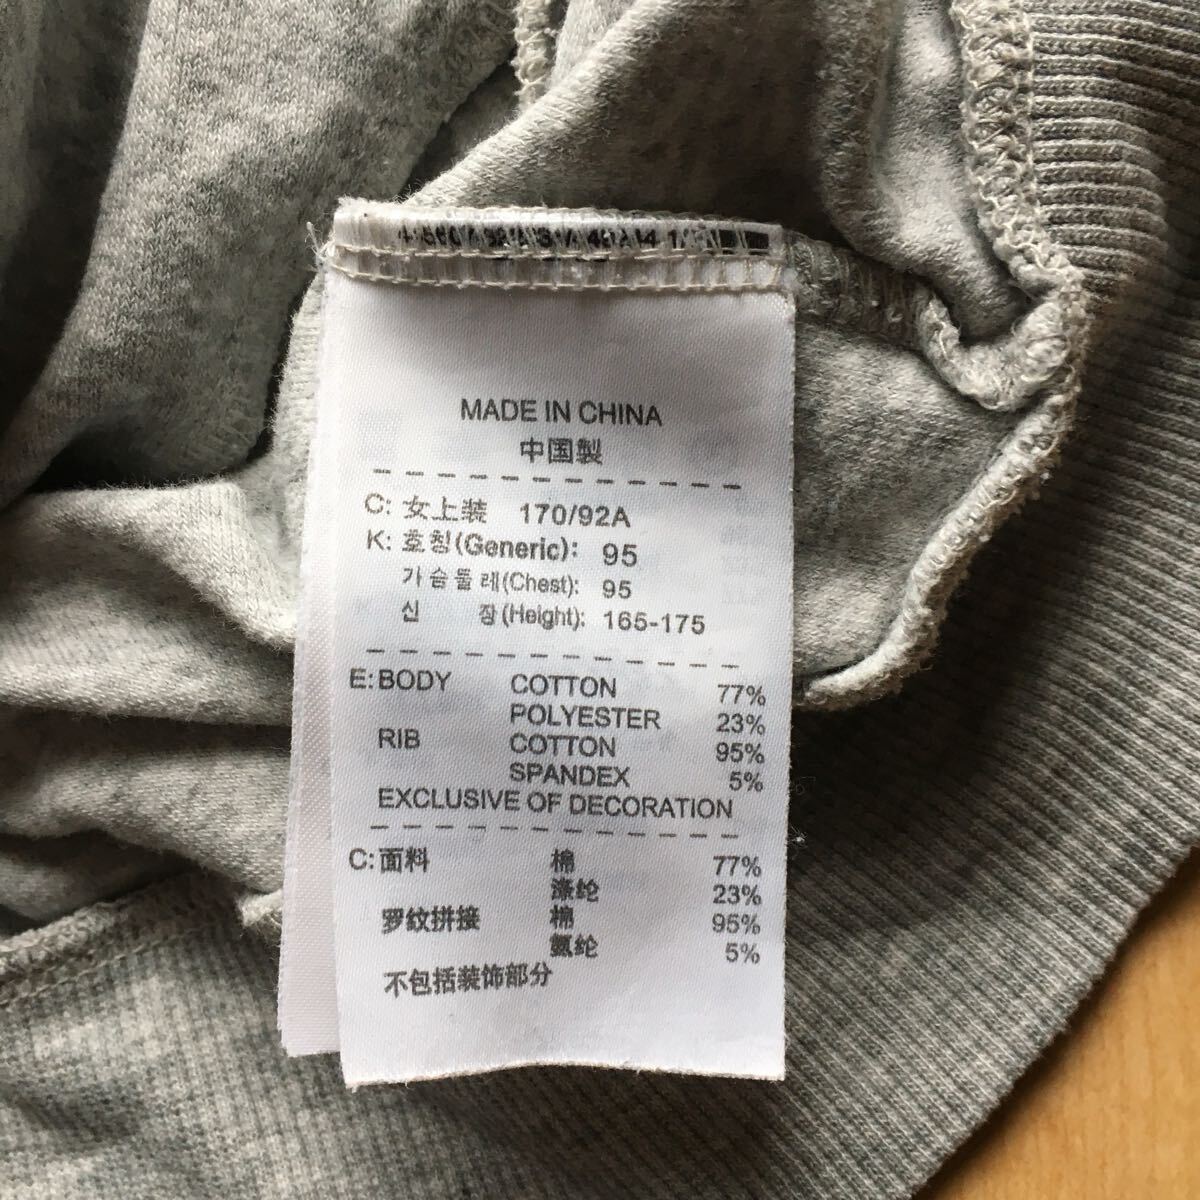 MADE IN CHINA
中国製
C: 女上装 170/92A
K: 호칭(Generic): 95
가슴둘레(Chest): 95
신 장(Height): 165-175
E: BODY COTTON 77%
POLYESTER 23%
RIB COTTON 95%
SPANDEX 5%
EXCLUSIVE OF DECORATION
C: 面料 棉 77%
涤纶 23%
罗纹拼接 棉 95%
氨纶 5%
不包括装饰部分